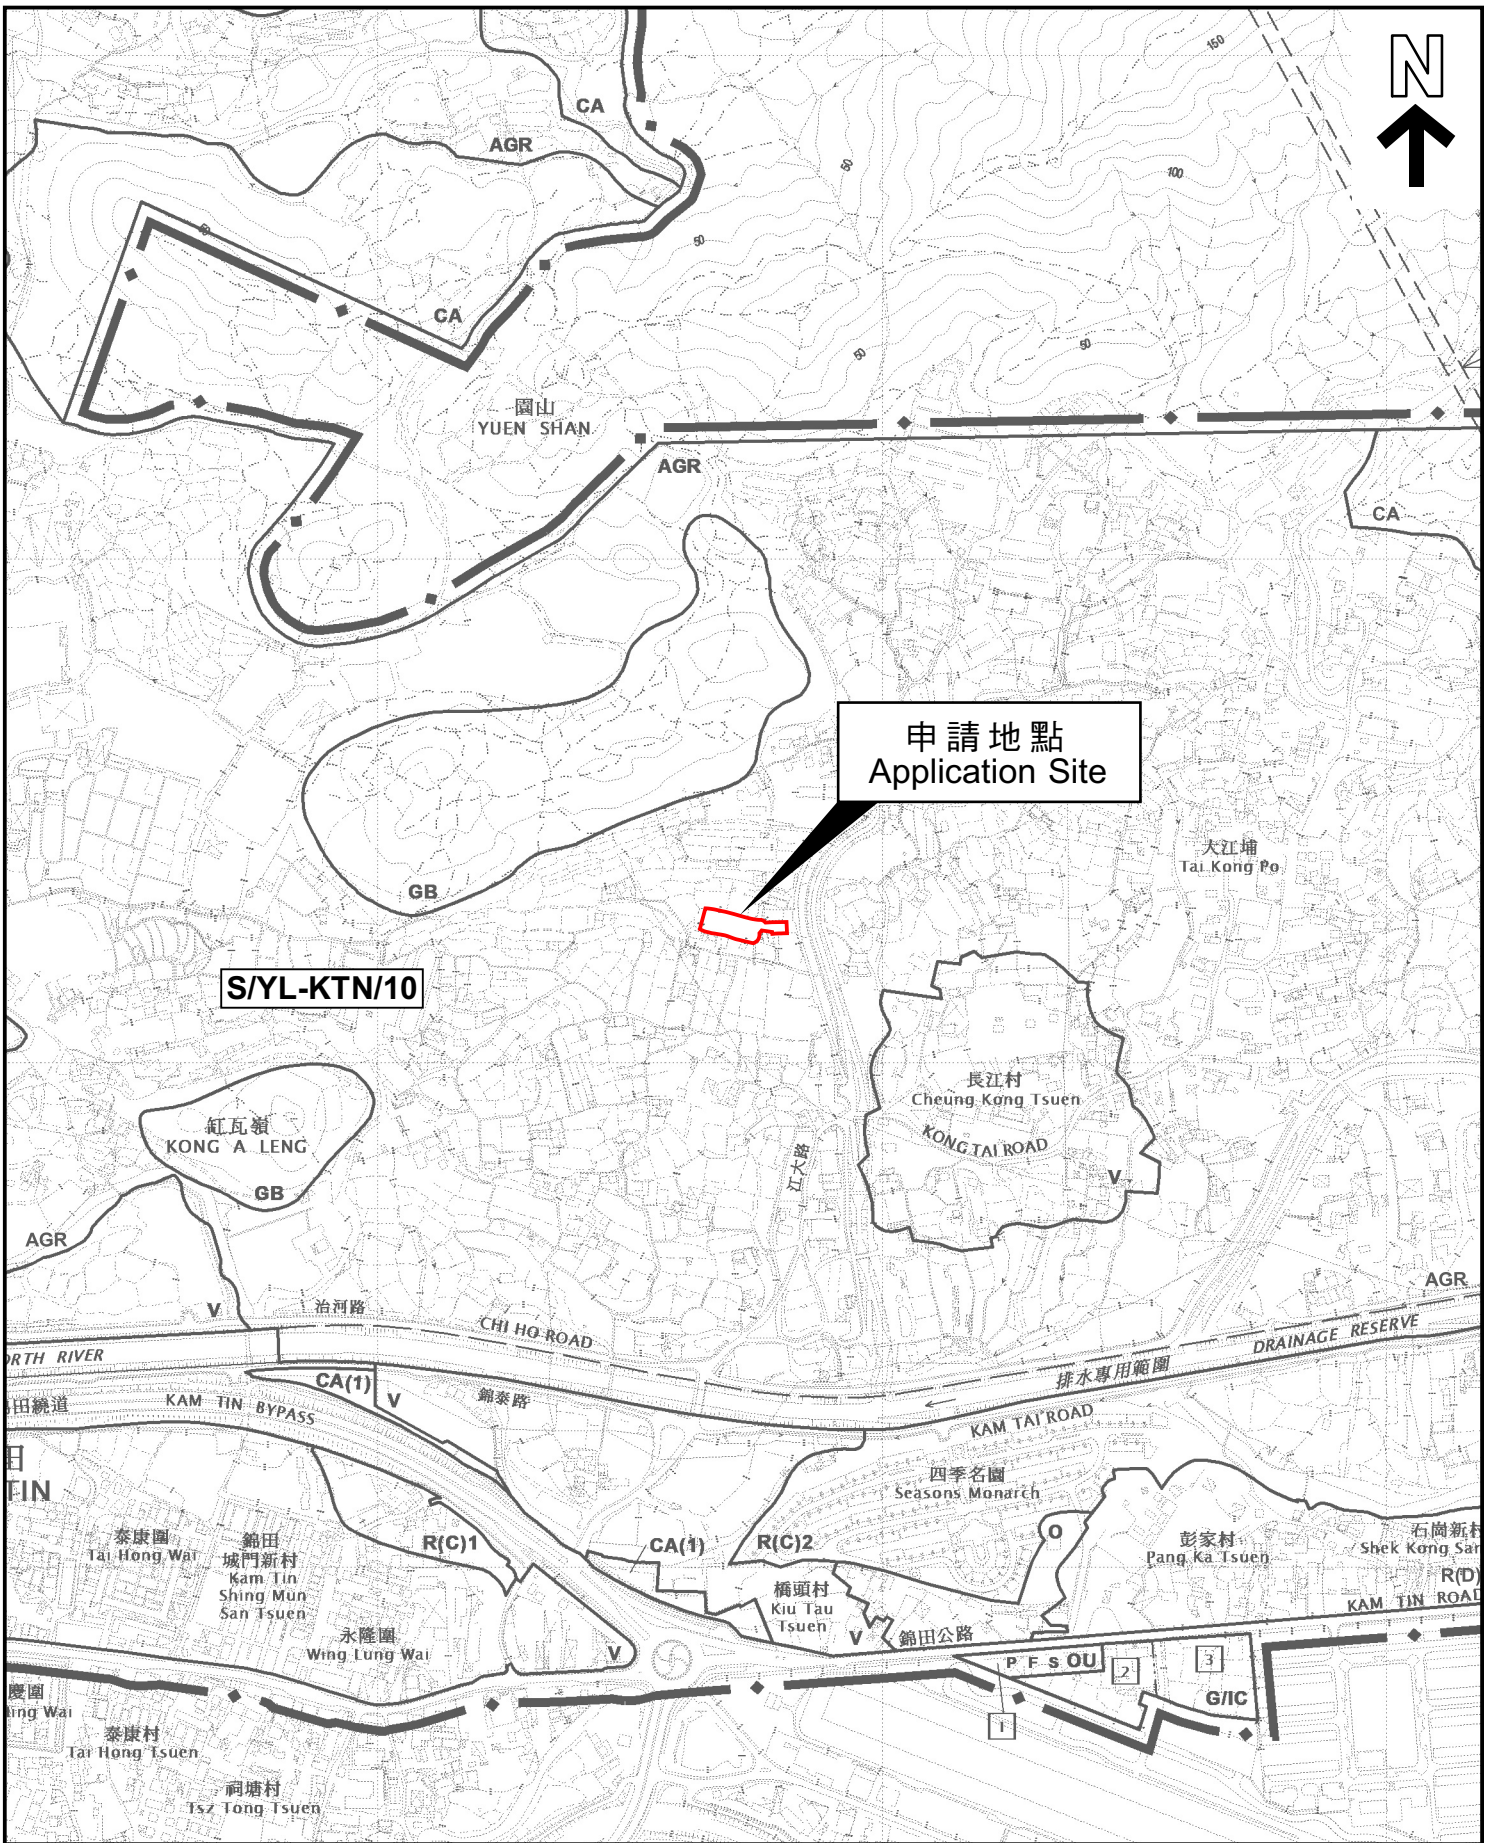 N
CA
AGR
150
50
100
50
50
CA
50
50
園山
YUEN SHAN
AGR
CA
申請地點
Application Site
大江埔
Tai Kong Po
GB
S/YL-KTN/10
長江村
Cheung Kong Tsuen
KONG TAI ROAD
V
缸瓦嶺
KONG A LENG
GB
江大路
AGR
AGR
V
治河路
CHI HO ROAD
DRAINAGE RESERVE
排水專用範圍
ORTH RIVER
CA(1)
V
錦泰路
KAM TAI ROAD
田繞道
KAM TIN BYPASS
田
TIN
四季名園
Seasons Monarch
泰康圍
Tai Hong Wai
錦田
城門新村
Kam Tin
Shing Mun
San Tsuen
R(C)1
CA(1)
R(C)2
O
彭家村
Pang Ka Tsuen
石崗新村
Shek Kong San
R(D)
KAM TIN ROAD
橋頭村
Kiu Tau
Tsuen
V
錦田公路
永隆圍
Wing Lung Wai
V
P F S OU
2
3
G/IC
1
慶圍
ing Wai
泰康村
Tai Hong Tsuen
祠塘村
Tsz Tong Tsuen